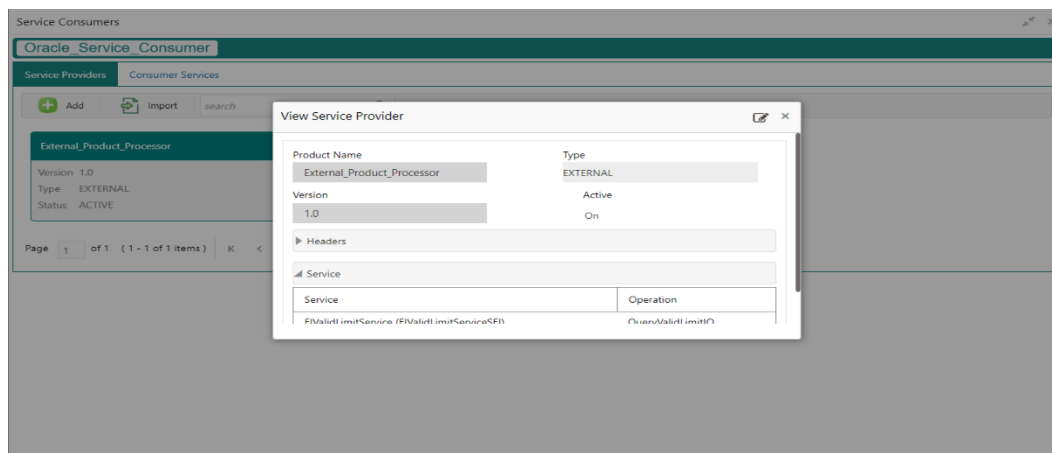 Service Consumers
Oracle_Service_Consumer
Service Providers Consumer Services
Add Import search
External_Product_Processor
Version 1.0
Type EXTERNAL
Status ACTIVE
Page 1 of 1 (1 - 1 of 1 items)
View Service Provider
Product Name Type
External_Product_Processor EXTERNAL
Version Active
1.0 On
Headers
Service
Service Operation
EIValidLimitService (EIValidLimitServiceSEI) QueryValidLimitIO